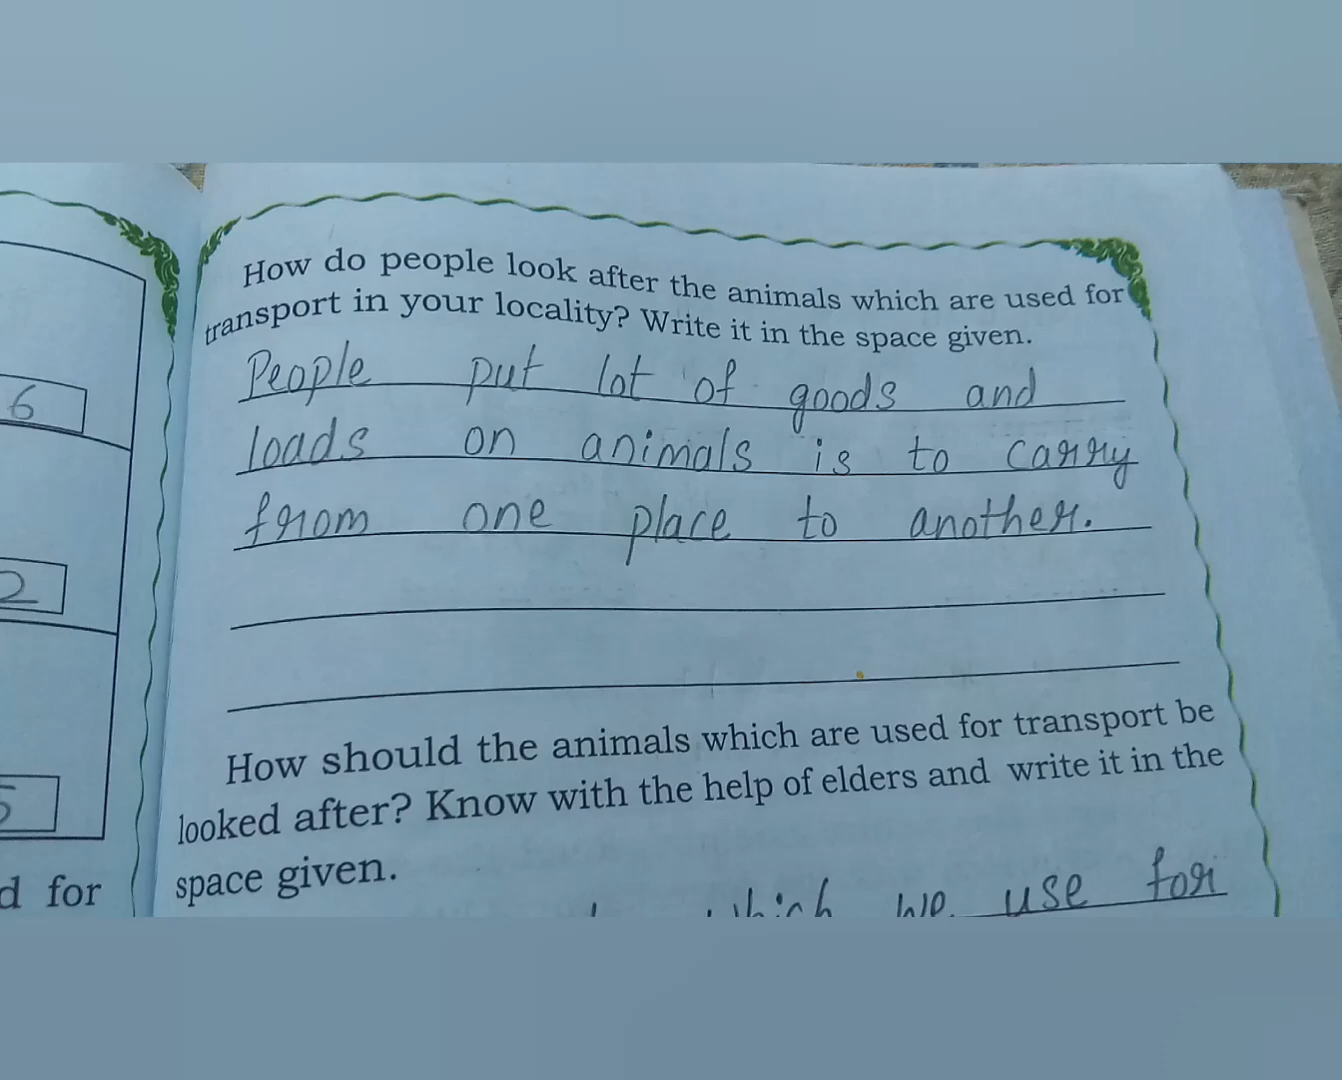 How do people look after the animals which are used for
transport in your locality? Write it in the space given.
People put lot of goods and
loads on animals is to carry
from one place to another.
How should the animals which are used for transport be
looked after? Know with the help of elders and write it in the
space given.
which we use for
6
2
5
d for